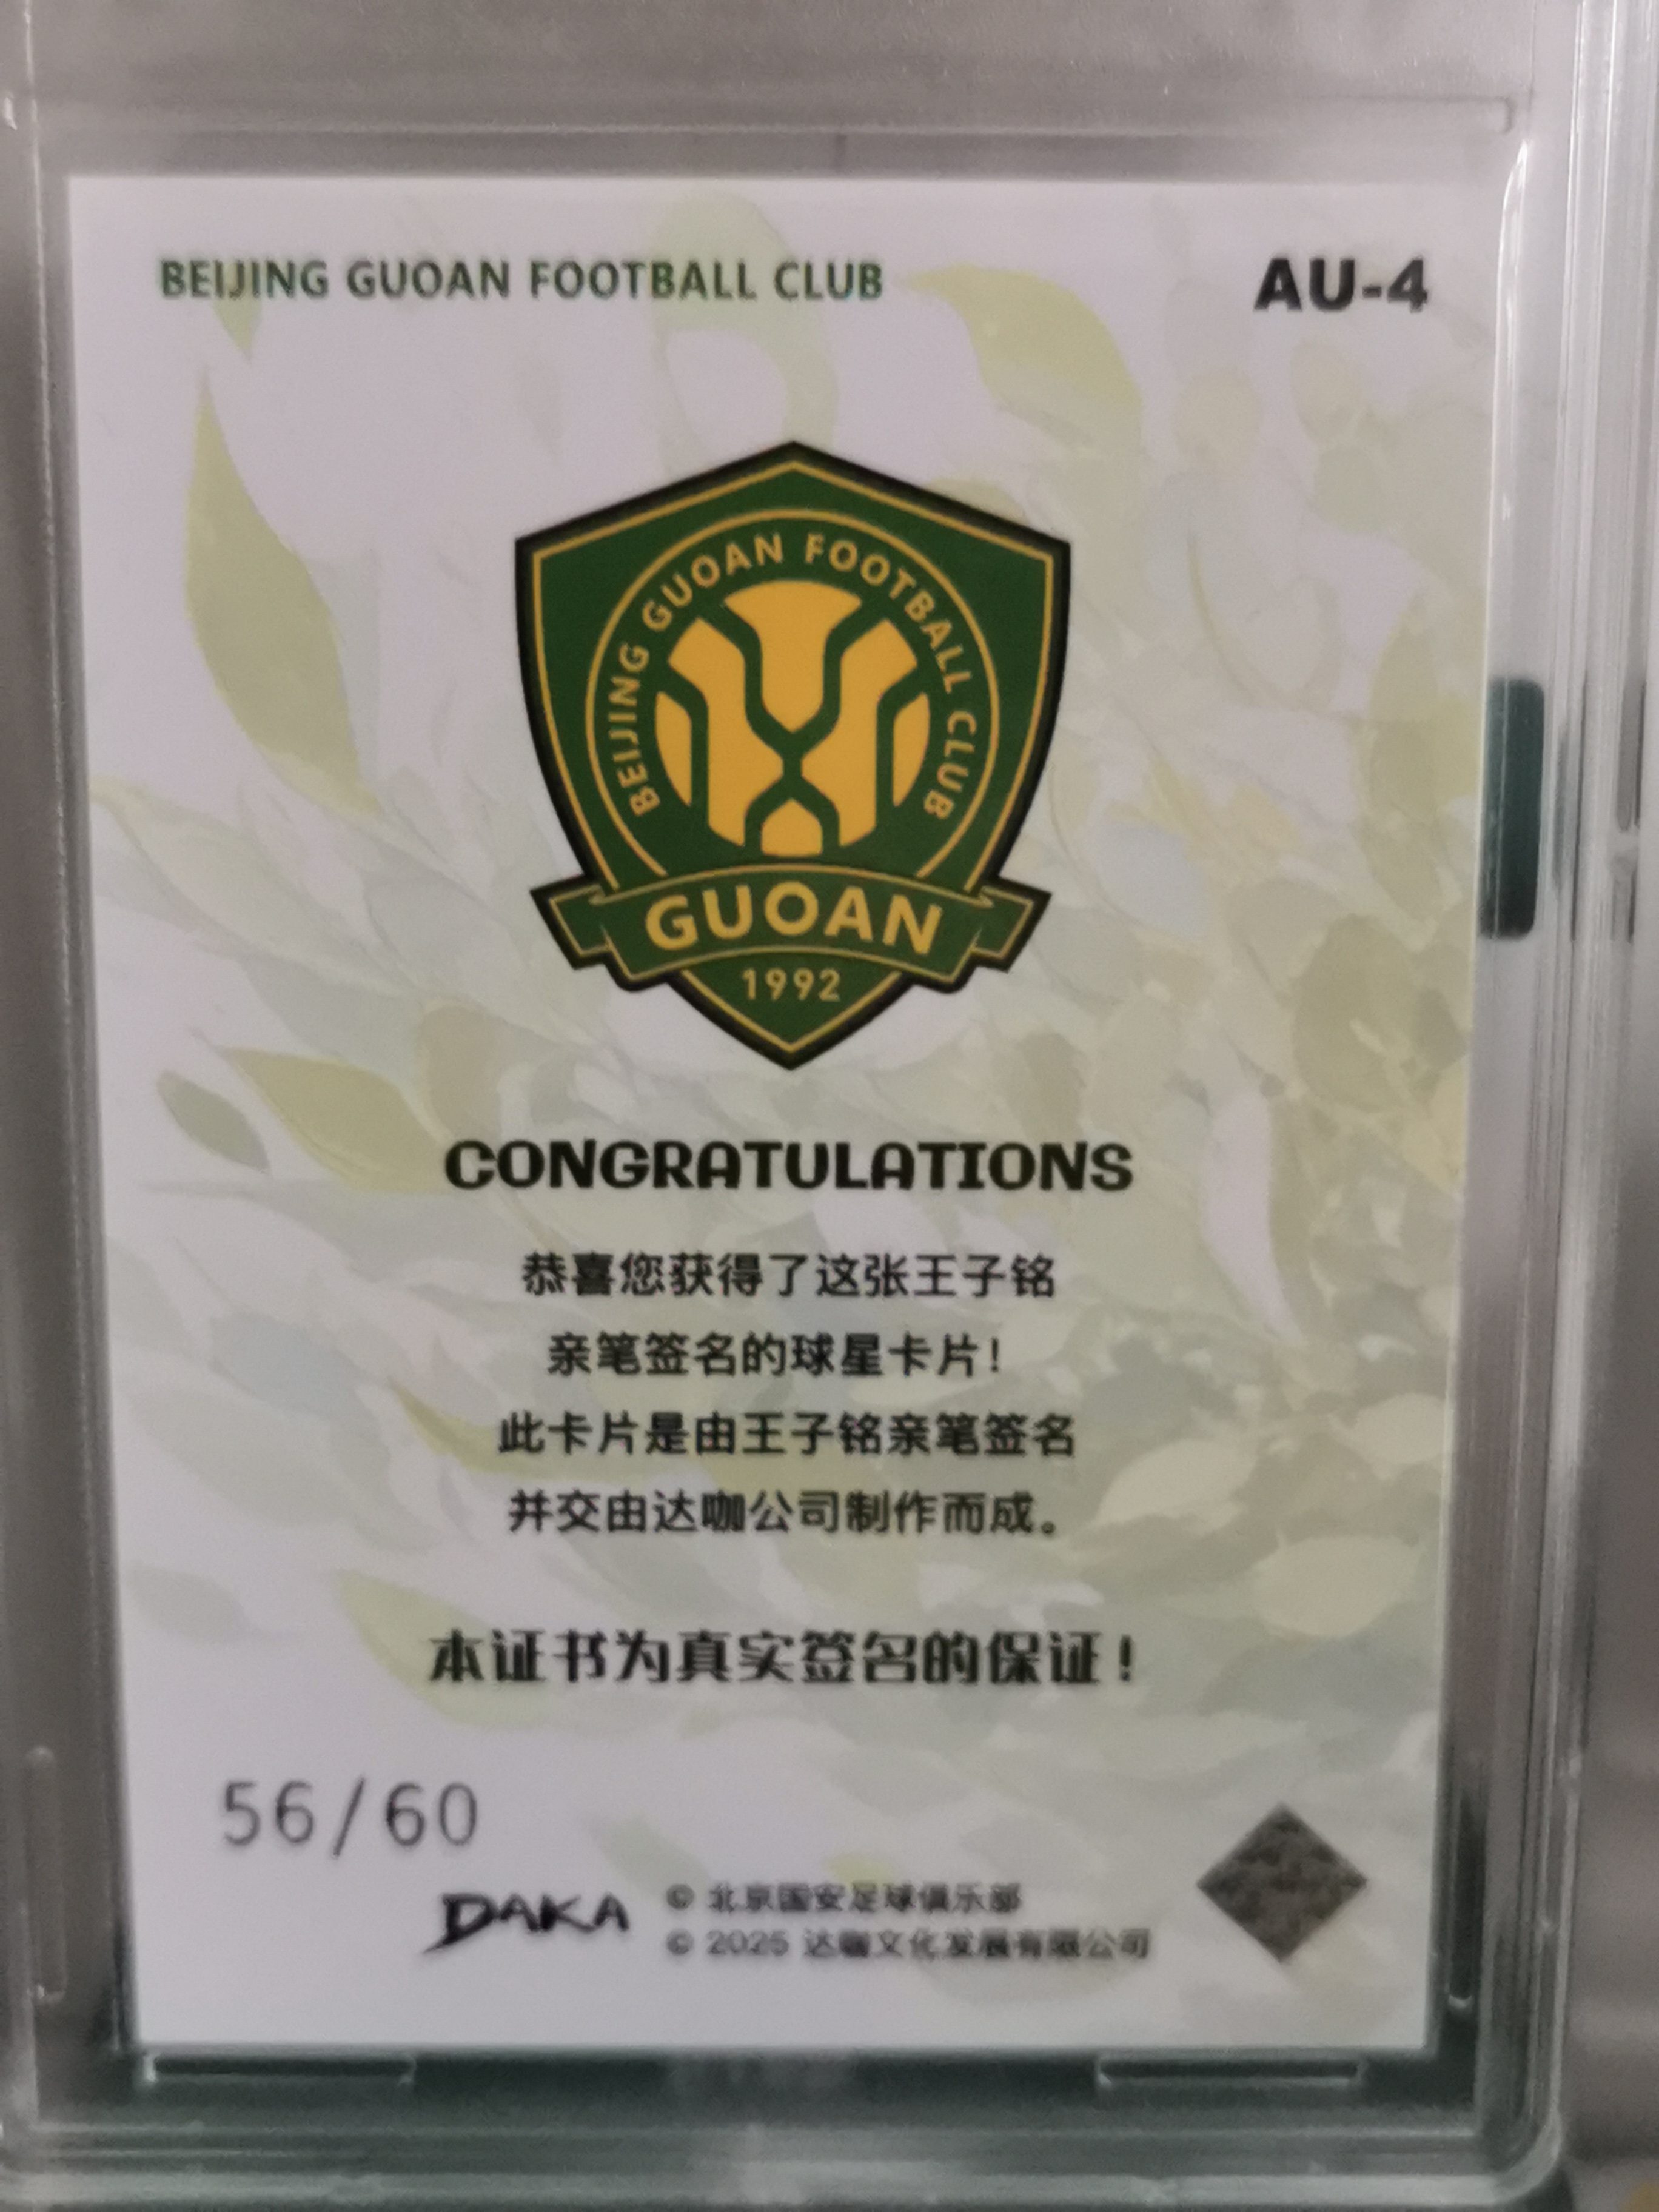 BEIJING GUOAN FOOTBALL CLUB
AU-4
BEIJING GUOAN FOOTBALL CLUB
GUOAN
1992
CONGRATULATIONS
恭喜您获得了这张王子铭
亲笔签名的球星卡片!
此卡片是由王子铭亲笔签名
并交由达咖公司制作而成。
本证书为真实签名的保证!
56/60
DAKA
© 北京国安足球俱乐部
© 2025 达咖文化发展有限公司